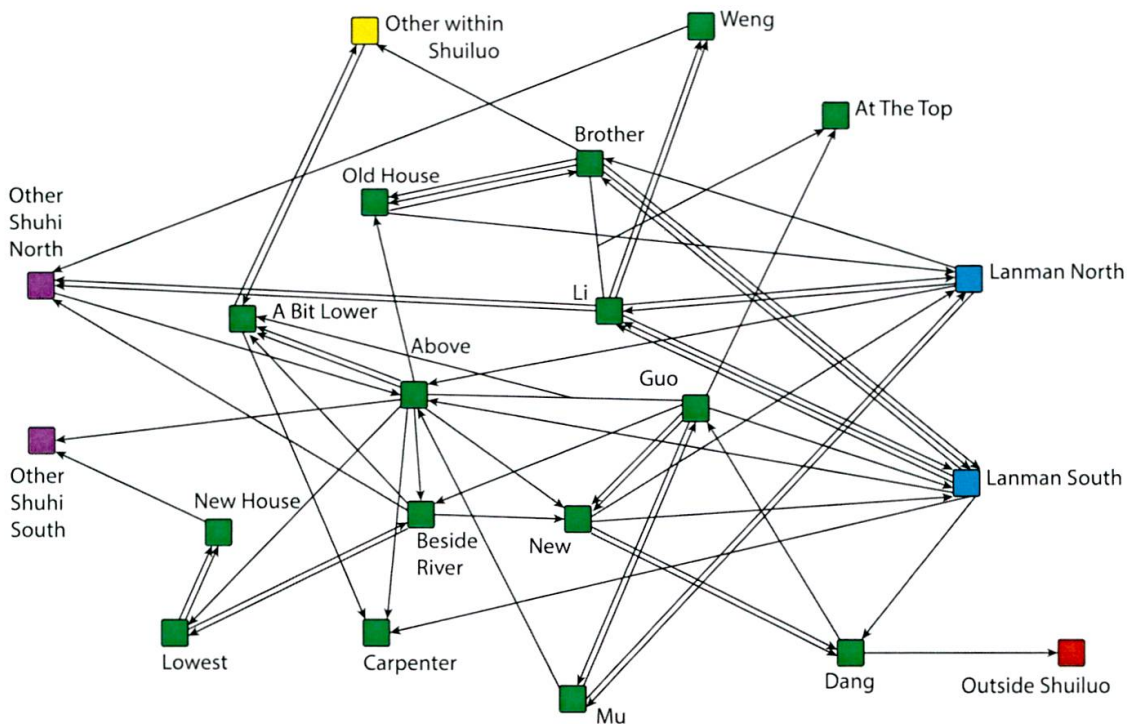 Other within
Shuiluo
Weng
At The Top
Brother
Old House
Other
Shuhi
North
Lanman North
Li
A Bit Lower
Above
Guo
Other
Shuhi
South
Lanman South
New House
Beside
River
New
Lowest
Carpenter
Dang
Outside Shuiluo
Mu